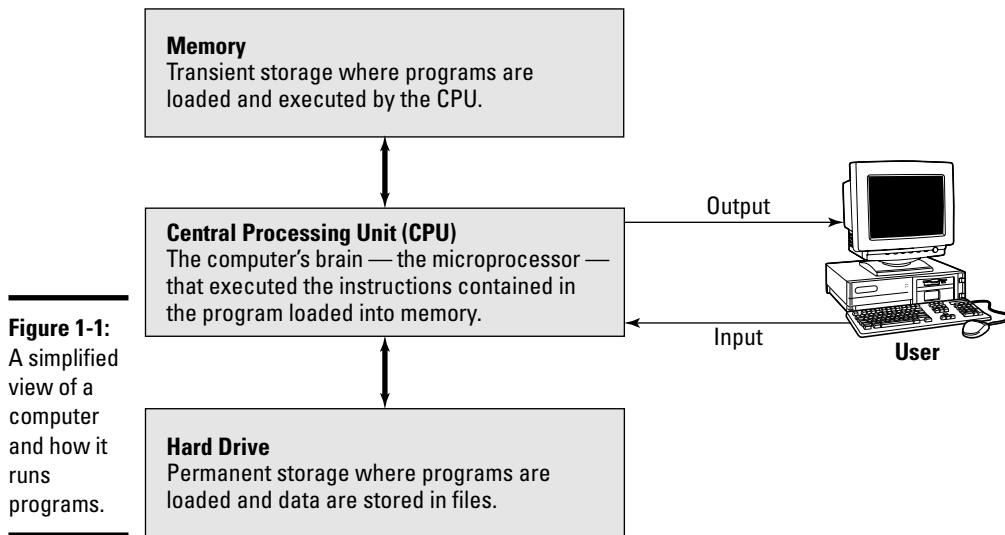 Memory
Transient storage where programs are
loaded and executed by the CPU.
Output
Central Processing Unit (CPU)
The computer's brain — the microprocessor —
that executed the instructions contained in
the program loaded into memory.
Input
User
Figure 1-1:
A simplified
view of a
computer
and how it
runs
programs.
Hard Drive
Permanent storage where programs are
loaded and data are stored in files.